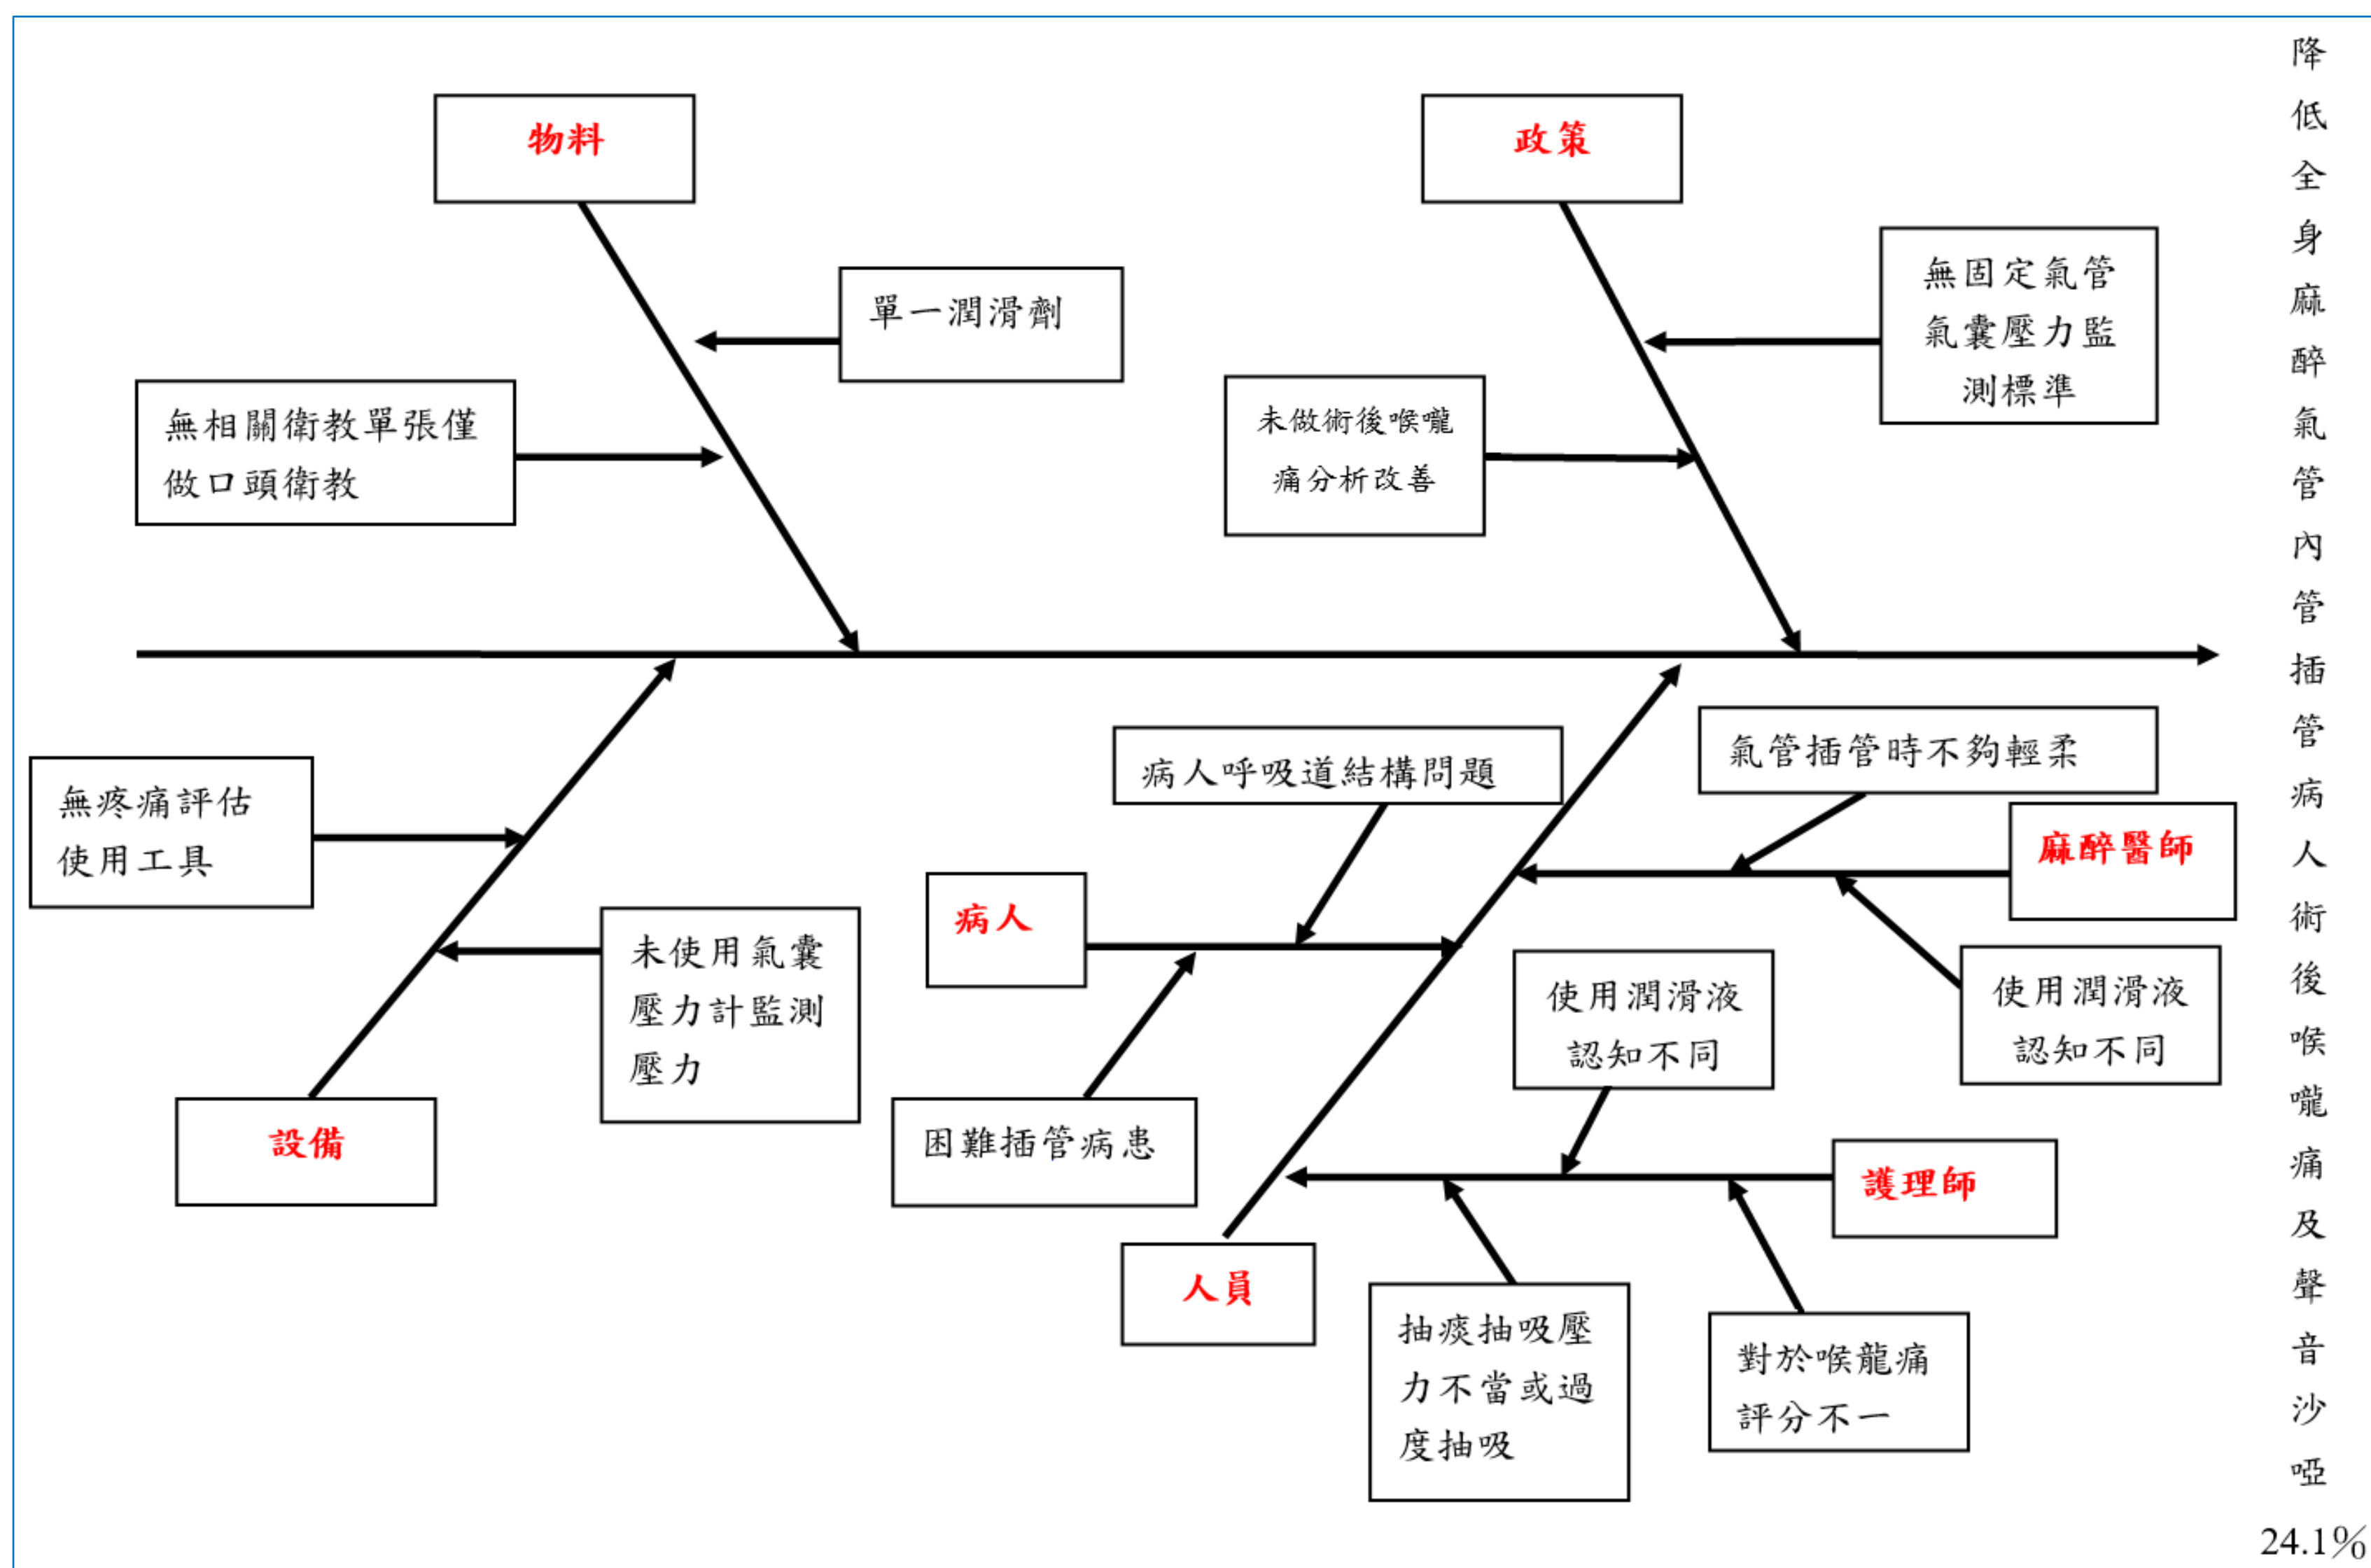 物料
政策
單一潤滑劑
無固定氣管
氣囊壓力監
測標準
無相關衛教單張僅
做口頭衛教
未做術後喉嚨
痛分析改善
氣管插管時不夠輕柔
病人呼吸道結構問題
無疼痛評估
使用工具
麻醉醫師
病人
未使用氣囊
壓力計監測
壓力
使用潤滑液
認知不同
使用潤滑液
認知不同
設備
困難插管病患
護理師
人員
抽痰抽吸壓
力不當或過
度抽吸
對於喉龍痛
評分不一
降低全身麻醉氣管內管插管病人術後喉嚨痛及聲音沙啞
24.1%